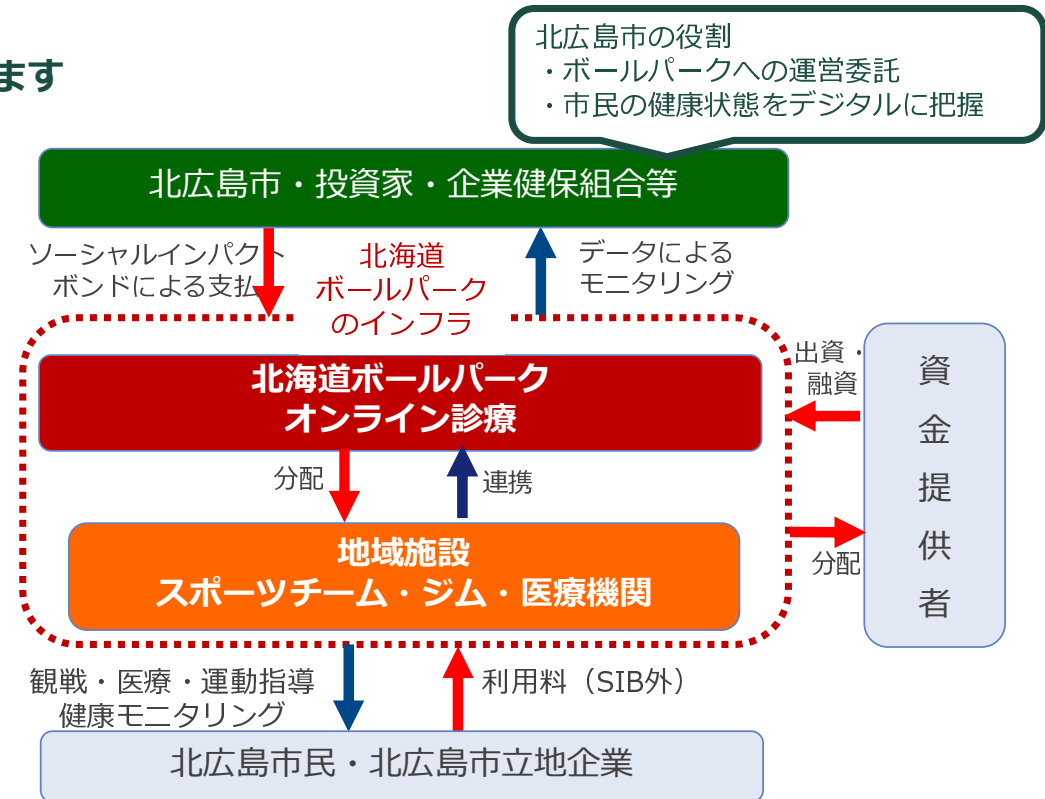 北広島市の役割
・ボールパークへの運営委託
・市民の健康状態をデジタルに把握
ます
北広島市・投資家・企業健保組合等
ソーシャルインパクト
ボンドによる支払
北海道
ボールパーク
のインフラ
データによる
モニタリング
北海道ボールパーク
オンライン診療
出資・
融資
資
金
提
供
者
分配
連携
地域施設
スポーツチーム・ジム・医療機関
分配
観戦・医療・運動指導
健康モニタリング
利用料（SIB外）
北広島市民・北広島市立地企業